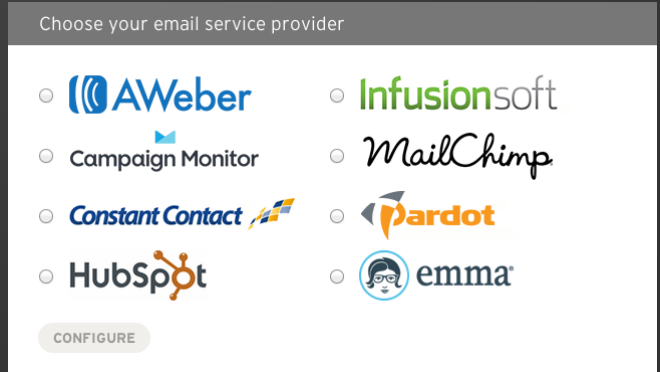 Choose your email service provider
AWeber
Infusionsoft
Campaign Monitor
MailChimp
Constant Contact
Pardot
HubSpot
emma®
CONFIGURE